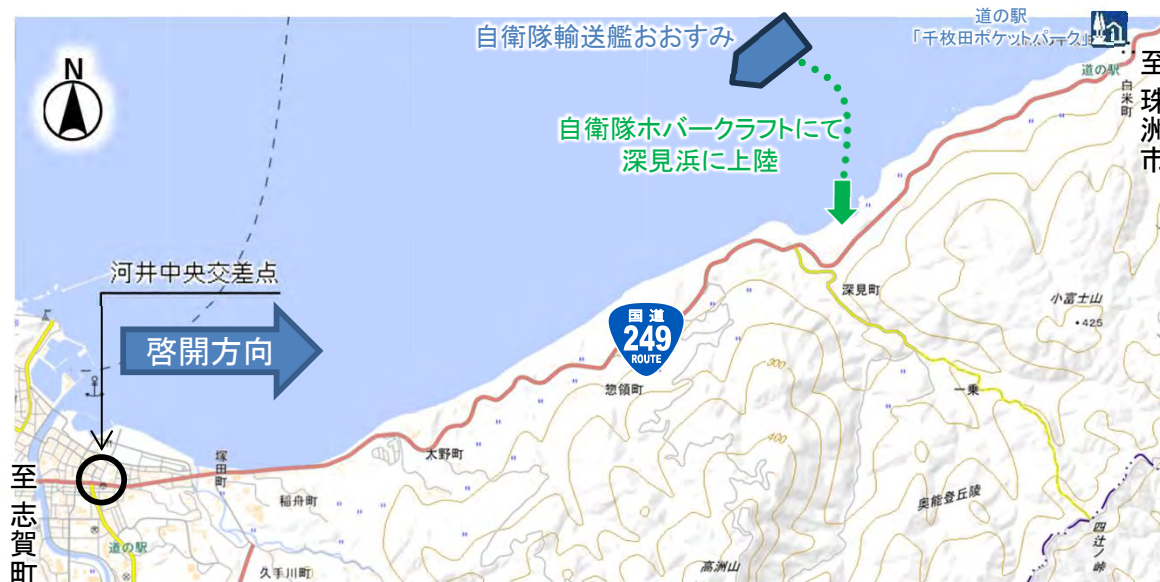 N
自衛隊輸送艦おおすみ
道の駅
「千枚田ポケットパーク」
道の駅
至 珠洲市
白米町
自衛隊ホバークラフトにて
深見浜に上陸
河井中央交差点
啓開方向
国道
249
ROUTE
深見町
小富士山
・425
300
惣領町
一乗
400
大野町
塚田町
至 志賀町
稲舟町
奥能登丘陵
道の駅
久手川町
高洲山
四辻ノ峠